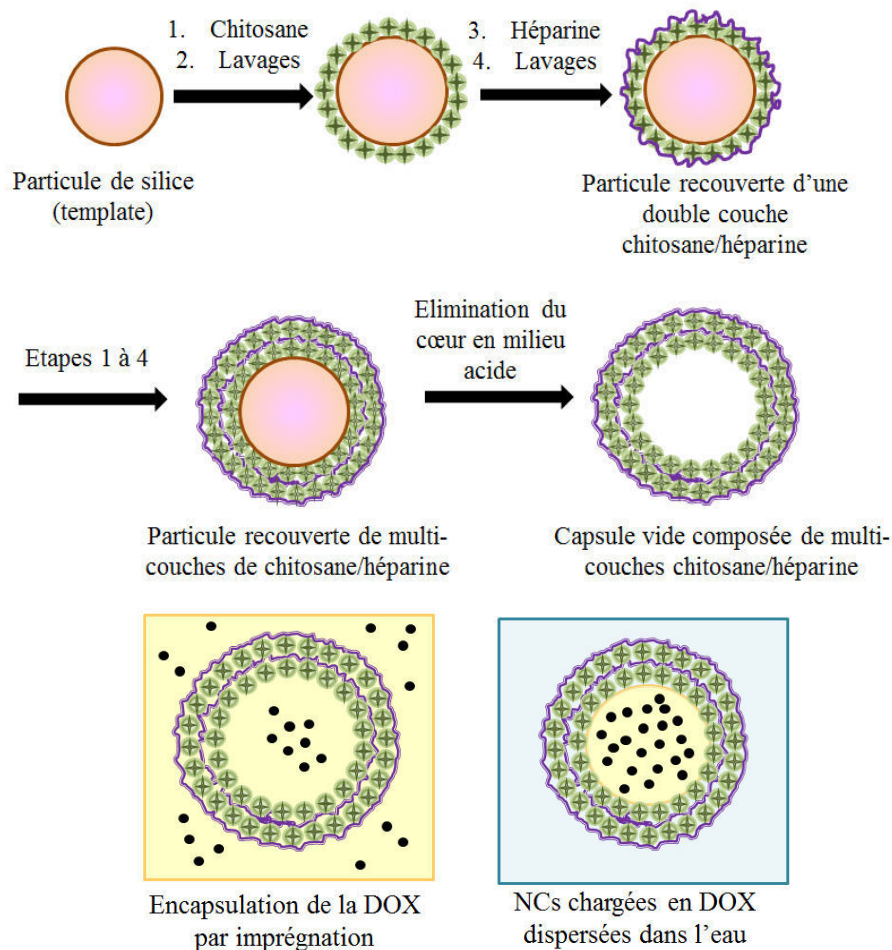 1. Chitosane
2. Lavages
3. Héparine
4. Lavages
Particule de silice
(template)
Particule recouverte d'une
double couche
chitosane/héparine
Etapes 1 à 4
Elimination du
cœur en milieu
acide
Particule recouverte de multi-
couches de chitosane/héparine
Capsule vide composée de multi-
couches chitosane/héparine
Encapsulation de la DOX
par imprégnation
NCs chargées en DOX
dispersées dans l'eau